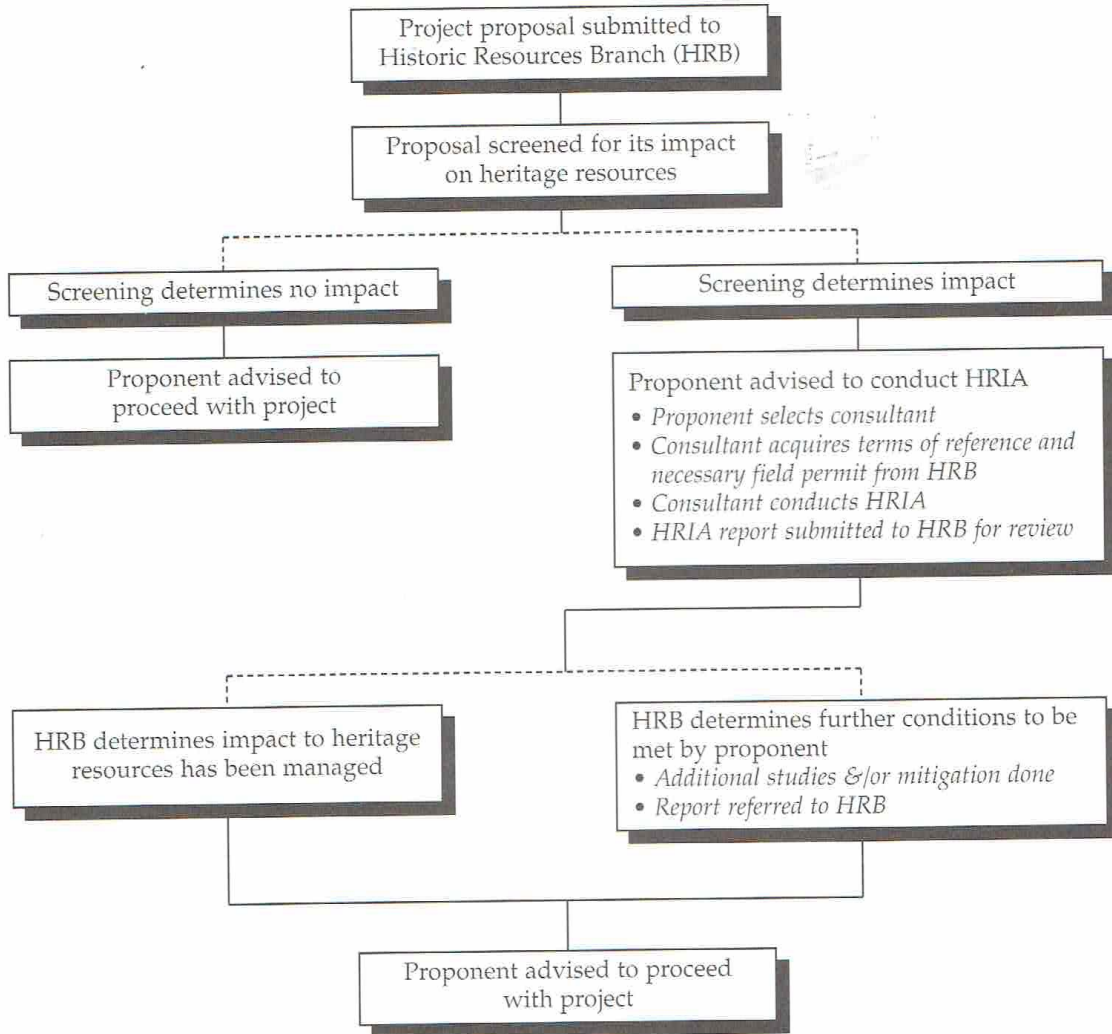 Project proposal submitted to
Historic Resources Branch (HRB)
Proposal screened for its impact
on heritage resources
Screening determines no impact
Screening determines impact
Proponent advised to
proceed with project
Proponent advised to conduct HRIA
• Proponent selects consultant
• Consultant acquires terms of reference and
necessary field permit from HRB
• Consultant conducts HRIA
• HRIA report submitted to HRB for review
HRB determines impact to heritage
resources has been managed
HRB determines further conditions to be
met by proponent
• Additional studies &/or mitigation done
• Report referred to HRB
Proponent advised to proceed
with project